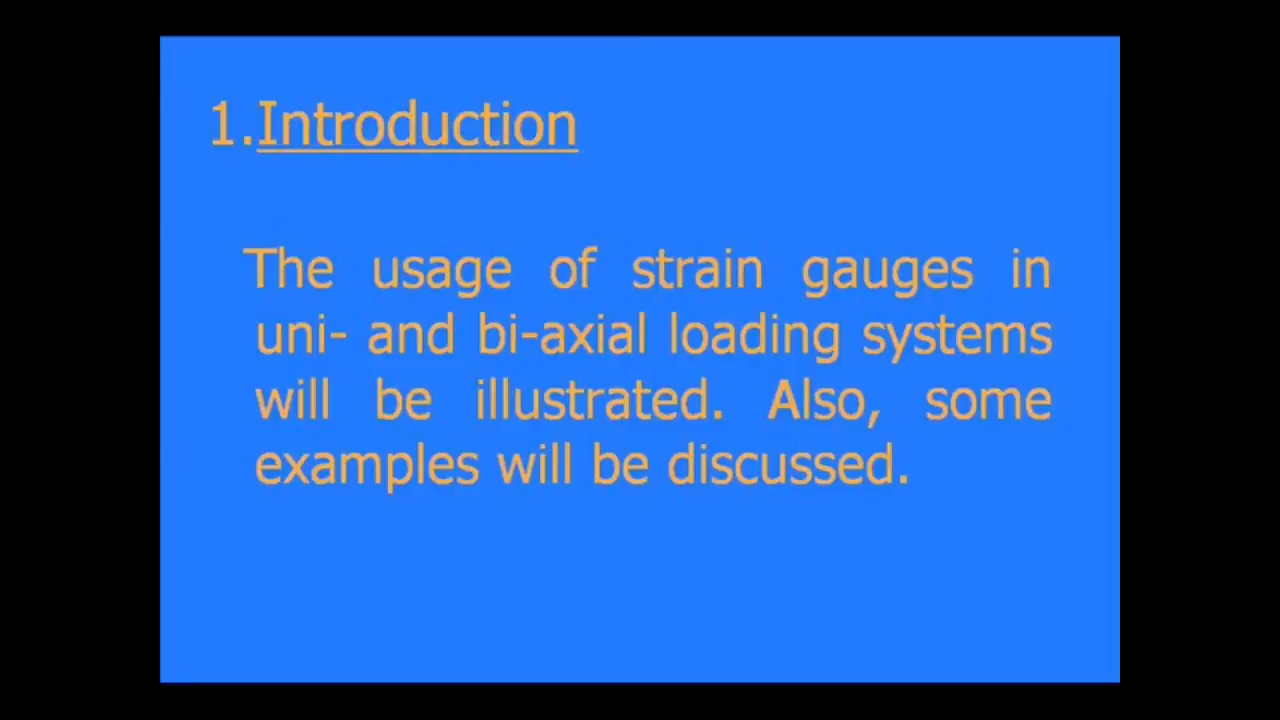 1.Introduction
The usage of strain gauges in
uni- and bi-axial loading systems
will be illustrated. Also, some
examples will be discussed.